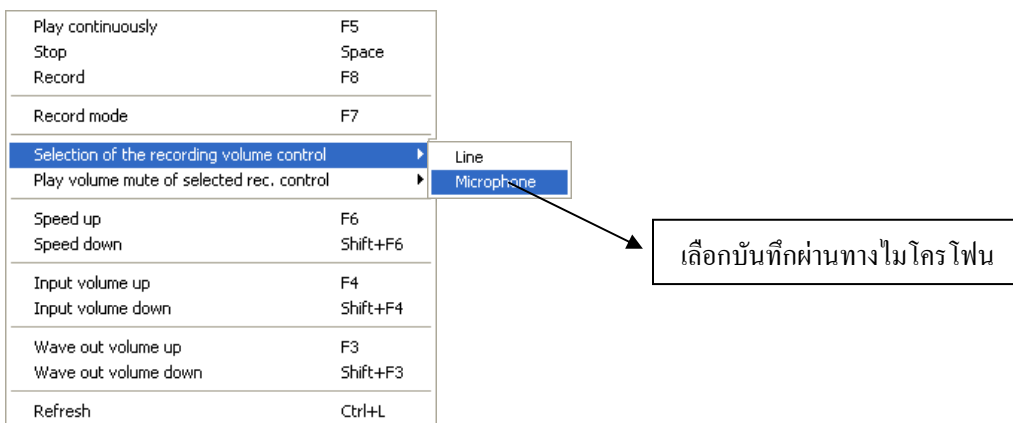 Play continuously F5
Stop Space
Record F8
Record mode F7
Selection of the recording volume control
Line
Play volume mute of selected rec. control
Microphone
Speed up F6
Speed down Shift+F6
เลือกบันทึกผ่านทางไมโครโฟน
Input volume up F4
Input volume down Shift+F4
Wave out volume up F3
Wave out volume down Shift+F3
Refresh Ctrl+L